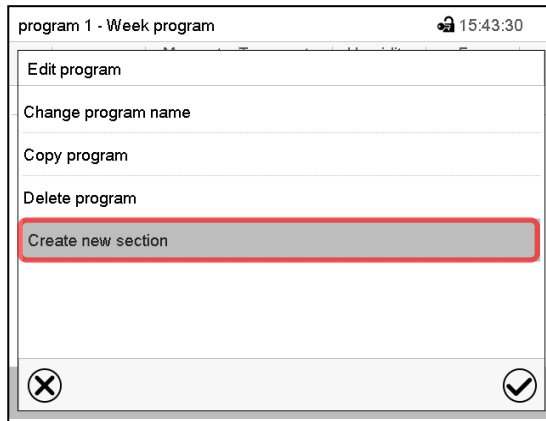 program 1 - Week program 15:43:30
Edit program
Change program name
Copy program
Delete program
Create new section